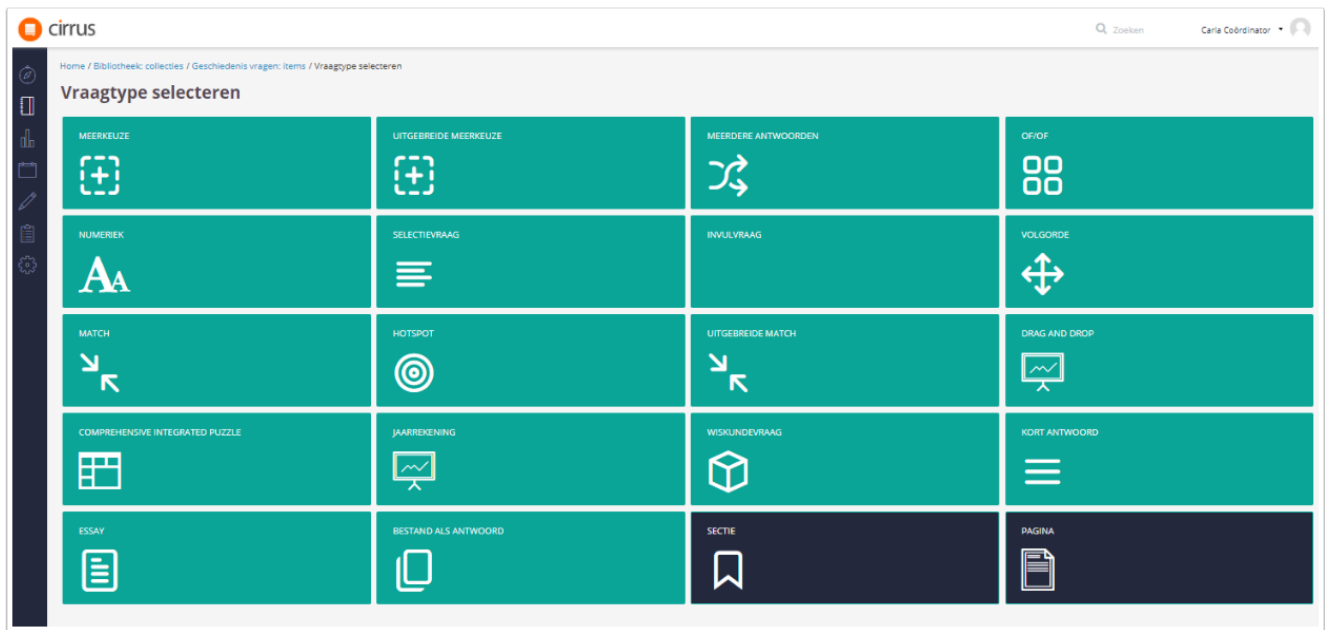 cirrus
Zoeken
Carla Coördinator
Home / Bibliotheek: collecties / Geschiedenis vragen: items / Vraagtype selecteren
Vraagtype selecteren
MEERKEUZE
UITGEBREIDE MEERKEUZE
MEERDERE ANTWOORDEN
OF/OF
NUMERIEK
SELECTIEVRAAG
INVULVRAAG
VOLGORDE
MATCH
HOTSPOT
UITGEBREIDE MATCH
DRAG AND DROP
COMPREHENSIVE INTEGRATED PUZZLE
JAARREKENING
WISKUNDEVRAAG
KORT ANTWOORD
ESSAY
BESTAND ALS ANTWOORD
SECTIE
PAGINA